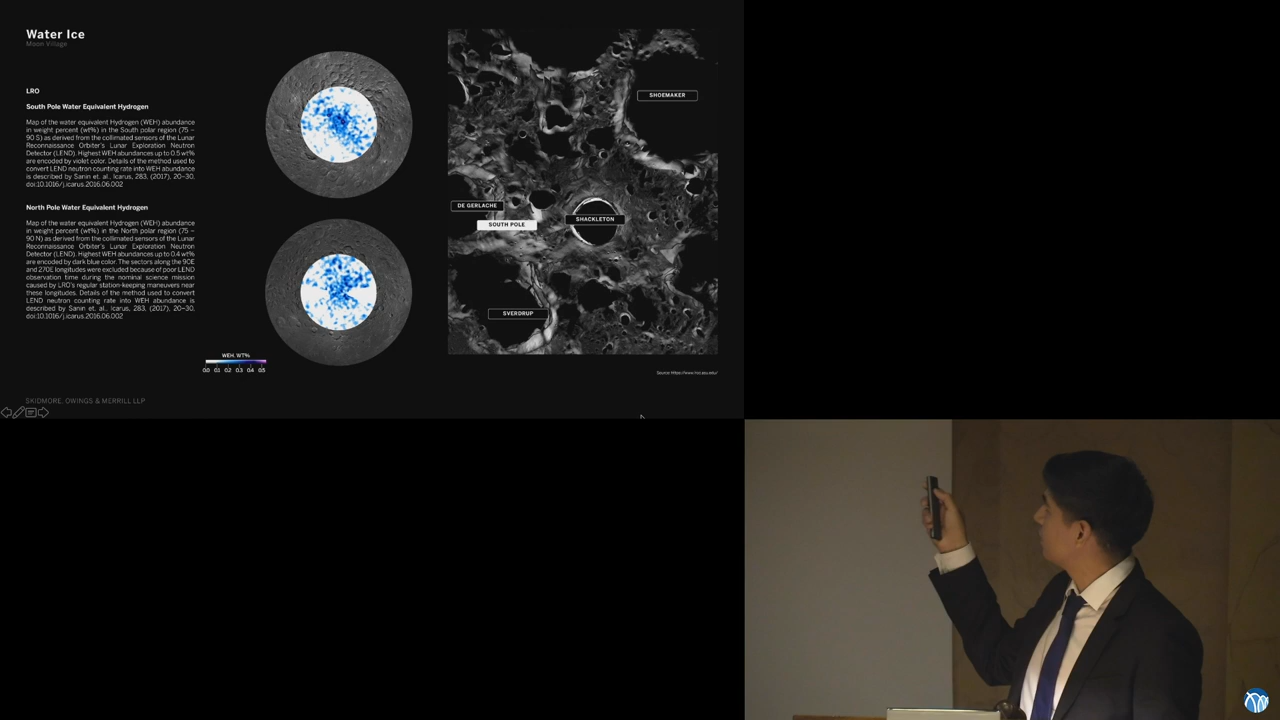 Water Ice
Moon Village
LRO
South Pole Water Equivalent Hydrogen
Map of the water equivalent Hydrogen (WEH) abundance
in weight percent (wt%) in the South polar region (75 –
90 S) as derived from the collimated sensors of the Lunar
Reconnaissance Orbiter's Lunar Exploration Neutron
Detector (LEND). Highest WEH abundances up to 0.5 wt%
are encoded by violet color. Details of the method used to
convert LEND neutron counting rate into WEH abundance
is described by Sanin et. al., Icarus, 283, (2017), 20–30,
doi:10.1016/j.icarus.2016.06.002
North Pole Water Equivalent Hydrogen
Map of the water equivalent Hydrogen (WEH) abundance
in weight percent (wt%) in the North polar region (75 –
90 N) as derived from the collimated sensors of the Lunar
Reconnaissance Orbiter's Lunar Exploration Neutron
Detector (LEND). Highest WEH abundances up to 0.4 wt%
are encoded by dark blue color. The sectors along the 90E
and 270E longitudes were excluded because of poor LEND
observation time during the nominal science mission
caused by LRO's regular station-keeping maneuvers near
these longitudes. Details of the method used to convert
LEND neutron counting rate into WEH abundance is
described by Sanin et. al., Icarus, 283, (2017), 20–30,
doi:10.1016/j.icarus.2016.06.002
WEH, WT%
0.0 0.1 0.2 0.3 0.4 0.5
SHOEMAKER
DE GERLACHE
SHACKLETON
SOUTH POLE
SVERDRUP
Source: https://www.lroc.asu.edu/
SKIDMORE, OWINGS & MERRILL LLP